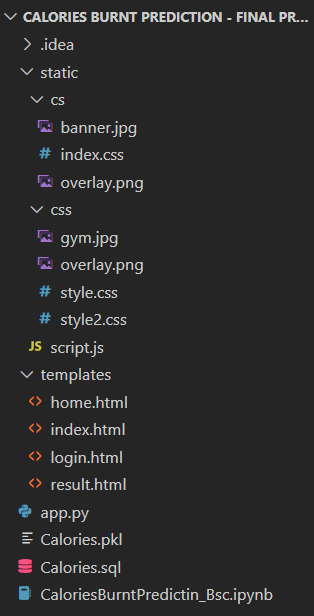 CALORIES BURNT PREDICTION - FINAL PR...
.idea
static
cs
banner.jpg
# index.css
overlay.png
css
gym.jpg
overlay.png
# style.css
# style2.css
JS script.js
templates
<> home.html
<> index.html
<> login.html
<> result.html
app.py
Calories.pkl
Calories.sql
CaloriesBurntPredictin_Bsc.ipynb